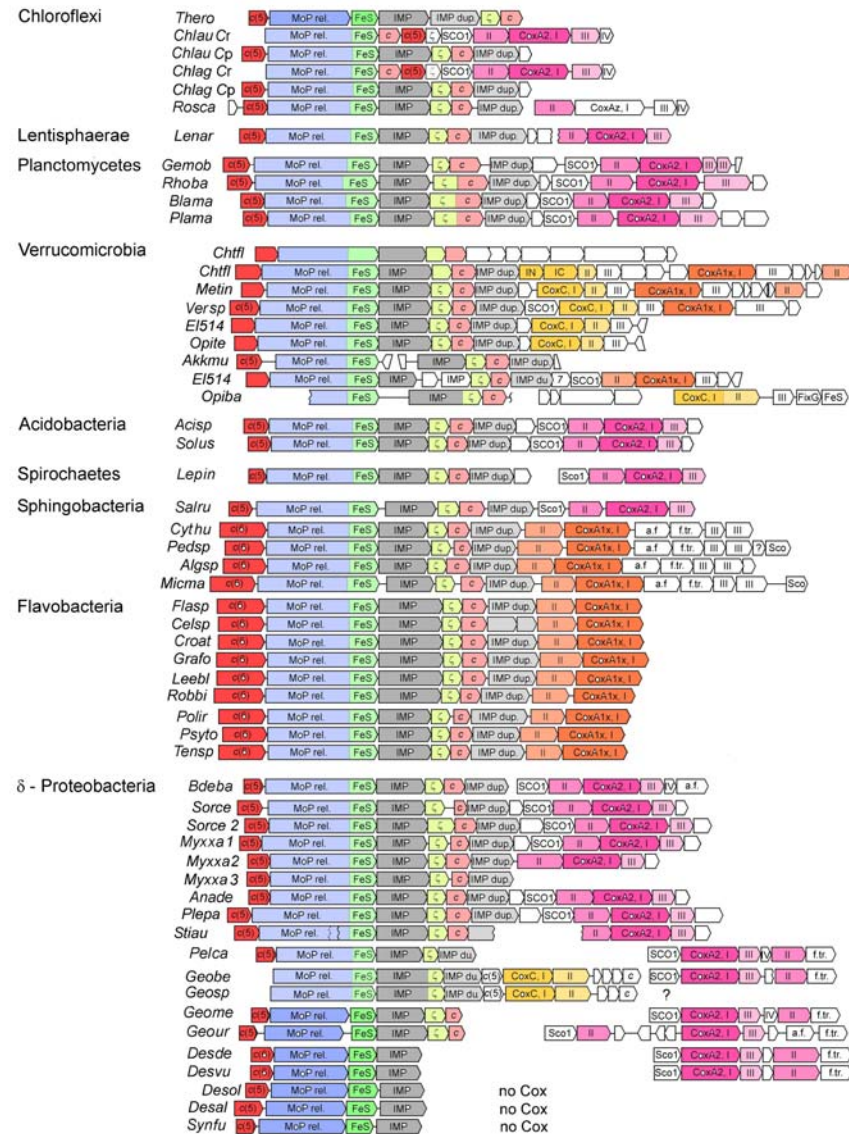 Chloroflexi Thero c(5) MoP rel. FeS IMP IMP dup. ζ c
Chlau Cr MoP rel. FeS c c(5) ζ SCO1 II CoxA2, I III IV
Chlau Cp c(5) MoP rel. FeS IMP ζ c IMP dup.
Chlag Cr MoP rel. FeS c c(5) ζ SCO1 II CoxA2, I III IV
Chlag Cp c(5) MoP rel. FeS IMP ζ c IMP dup.
Rosca c(5) MoP rel. FeS IMP ζ c IMP dup. II CoxAz, I III IV
Lentisphaerae Lenar c(5) MoP rel. FeS IMP ζ c IMP dup. II CoxA2, I III
Planctomycetes Gemob c(5) MoP rel. FeS IMP ζ c IMP dup. SCO1 II CoxA2, I III III
Rhoba c(5) MoP rel. FeS IMP ζ c IMP dup. SCO1 II CoxA2, I III
Blama c(5) MoP rel. FeS IMP ζ c IMP dup. SCO1 II CoxA2, I III
Plama c(5) MoP rel. FeS IMP ζ c IMP dup. SCO1 II CoxA2, I III
Verrucomicrobia Chtfl
Chtfl MoP rel. FeS IMP ζ c IMP dup. IN IC II III CoxA1x, I III II
Metin MoP rel. FeS IMP ζ c IMP dup. CoxC, I II III CoxA1x, I III II
Versp c(5) MoP rel. FeS IMP ζ c IMP dup. SCO1 CoxC, I II III CoxA1x, I III
EI514 MoP rel. FeS IMP ζ c IMP dup. CoxC, I II III
Opite MoP rel. FeS IMP ζ c IMP dup. CoxC, I II III
Akkmu c(5) MoP rel. FeS IMP ζ c IMP dup.
EI514 MoP rel. FeS IMP IMP ζ c IMP du 7 SCO1 II CoxA1x, I III
Opiba FeS IMP ζ c CoxC, I II III FixG FeS
Acidobacteria Acisp c(5) MoP rel. FeS IMP ζ c IMP dup. SCO1 II CoxA2, I III
Solus c(5) MoP rel. FeS IMP ζ c IMP dup. SCO1 II CoxA2, I III
Spirochaetes Lepin c(5) MoP rel. FeS IMP ζ c IMP dup. Sco1 II CoxA2, I III
Sphingobacteria Salru c(5) MoP rel. FeS IMP ζ c IMP dup. Sco1 II CoxA2, I III
Cythu c(6) MoP rel. FeS IMP ζ c IMP dup. II CoxA1x, I a.f f.tr. III III
Pedsp c(6) MoP rel. FeS IMP ζ c IMP dup. II CoxA1x, I a.f f.tr. III III ? Sco
Algsp c(6) MoP rel. FeS IMP ζ c IMP dup. II CoxA1x, I a.f f.tr. III III
Micma c(6) MoP rel. FeS IMP ζ c IMP dup. II CoxA1x, I a.f f.tr. III III Sco
Flavobacteria Flasp c(6) MoP rel. FeS IMP ζ c IMP dup. II CoxA1x, I
Celsp c(6) MoP rel. FeS IMP ζ c II CoxA1x, I
Croat c(6) MoP rel. FeS IMP ζ c IMP dup. II CoxA1x, I
Grafo c(6) MoP rel. FeS IMP ζ c IMP dup. II CoxA1x, I
Leebl c(6) MoP rel. FeS IMP ζ c IMP dup. II CoxA1x, I
Robbi c(6) MoP rel. FeS IMP ζ c IMP dup. II CoxA1x, I
Polir c(6) MoP rel. FeS IMP ζ c IMP dup. II CoxA1x, I
Psyto c(6) MoP rel. FeS IMP ζ c IMP dup. II CoxA1x, I
Tensp c(6) MoP rel. FeS IMP ζ c IMP dup. II CoxA1x, I
δ - Proteobacteria Bdeba c(5) MoP rel. FeS IMP ζ c IMP dup. SCO1 II CoxA2, I III IV a.f.
Sorce c(5) MoP rel. FeS IMP ζ c IMP dup. SCO1 II CoxA2, I III
Sorce 2 c(5) MoP rel. FeS IMP ζ c IMP dup. SCO1 II CoxA2, I III
Myxxa 1 c(5) MoP rel. FeS IMP ζ c IMP dup. SCO1 II CoxA2, I III
Myxxa2 c(5) MoP rel. FeS IMP ζ c IMP dup. II CoxA2, I III
Myxxa 3 c(5) MoP rel. FeS IMP ζ c IMP dup.
Anade c(5) MoP rel. FeS IMP ζ c IMP dup. SCO1 II CoxA2, I III
Plepa c(5) MoP rel. FeS IMP ζ c IMP dup. SCO1 II CoxA2, I III
Stiau c(5) MoP rel. FeS IMP ζ c II CoxA2, I III
Pelca c(5) MoP rel. FeS IMP ζ IMP du. SCO1 CoxA2, I III IV II f.tr.
Geobe MoP rel. FeS IMP ζ IMP du. c(5) CoxC, I II c SCO1 CoxA2, I III II f.tr.
Geosp MoP rel. FeS IMP ζ IMP du. c(5) CoxC, I II c ?
Geome c(5) MoP rel. FeS IMP ζ c SCO1 CoxA2, I III IV II f.tr.
Geour c(5) MoP rel. FeS IMP ζ c Sco1 II CoxA2, I III a.f. f.tr.
Desde c(6) MoP rel. FeS IMP Sco1 CoxA2, I III II f.tr.
Desvu c(6) MoP rel. FeS IMP Sco1 CoxA2, I III II f.tr.
Desol c(5) MoP rel. FeS IMP no Cox
Desal c(5) MoP rel. FeS IMP no Cox
Synfu c(5) MoP rel. FeS IMP no Cox